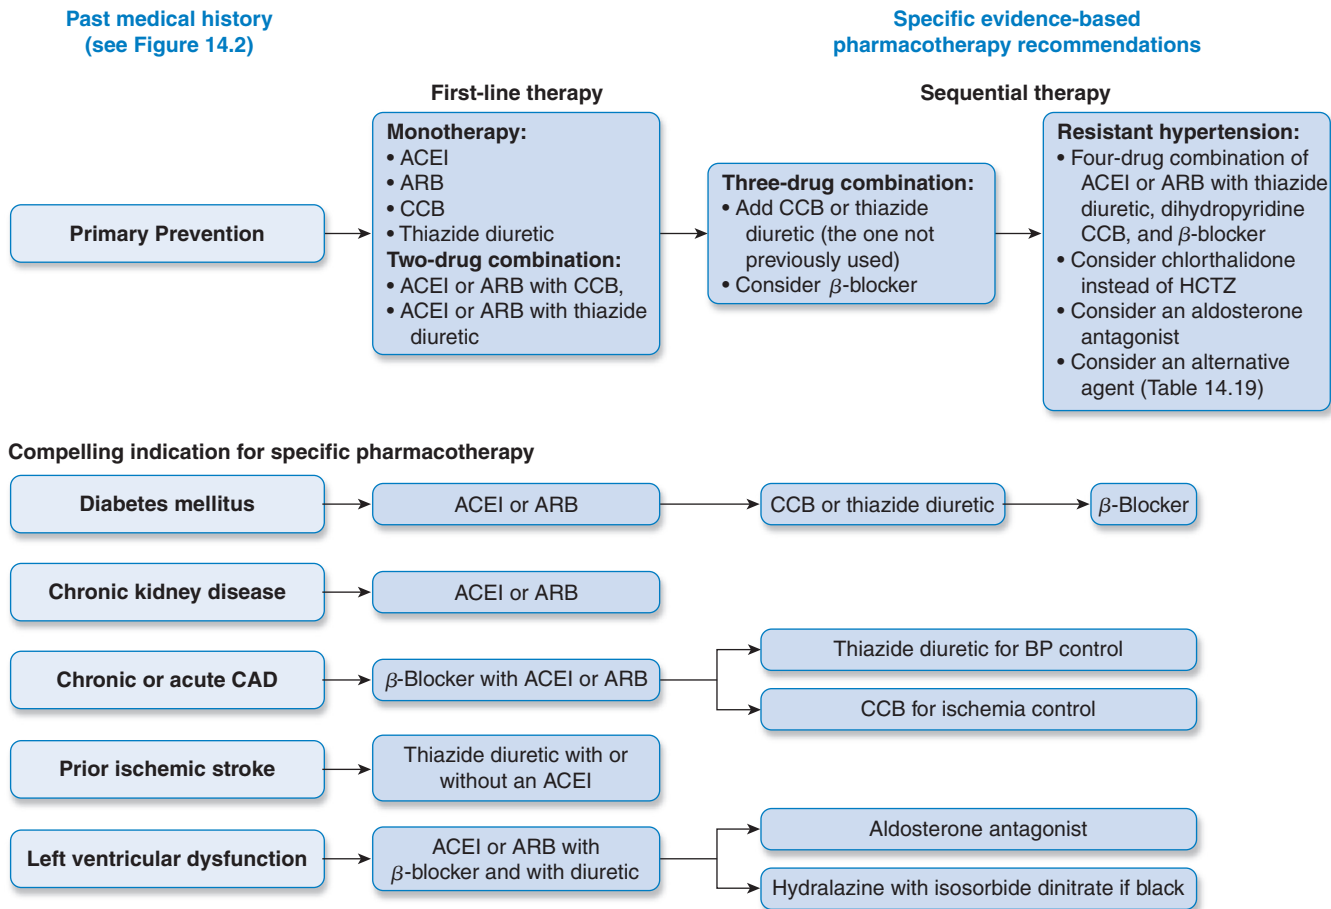 Past medical history
(see Figure 14.2)
Specific evidence-based
pharmacotherapy recommendations
First-line therapy
Sequential therapy
Primary Prevention
Monotherapy:
• ACEI
• ARB
• CCB
• Thiazide diuretic
Two-drug combination:
• ACEI or ARB with CCB,
• ACEI or ARB with thiazide
diuretic
Three-drug combination:
• Add CCB or thiazide
diuretic (the one not
previously used)
• Consider β-blocker
Resistant hypertension:
• Four-drug combination of
ACEI or ARB with thiazide
diuretic, dihydropyridine
CCB, and β-blocker
• Consider chlorthalidone
instead of HCTZ
• Consider an aldosterone
antagonist
• Consider an alternative
agent (Table 14.19)
Compelling indication for specific pharmacotherapy
Diabetes mellitus
ACEI or ARB
CCB or thiazide diuretic
β-Blocker
Chronic kidney disease
ACEI or ARB
Chronic or acute CAD
β-Blocker with ACEI or ARB
Thiazide diuretic for BP control
CCB for ischemia control
Prior ischemic stroke
Thiazide diuretic with or
without an ACEI
Left ventricular dysfunction
ACEI or ARB with
β-blocker and with diuretic
Aldosterone antagonist
Hydralazine with isosorbide dinitrate if black